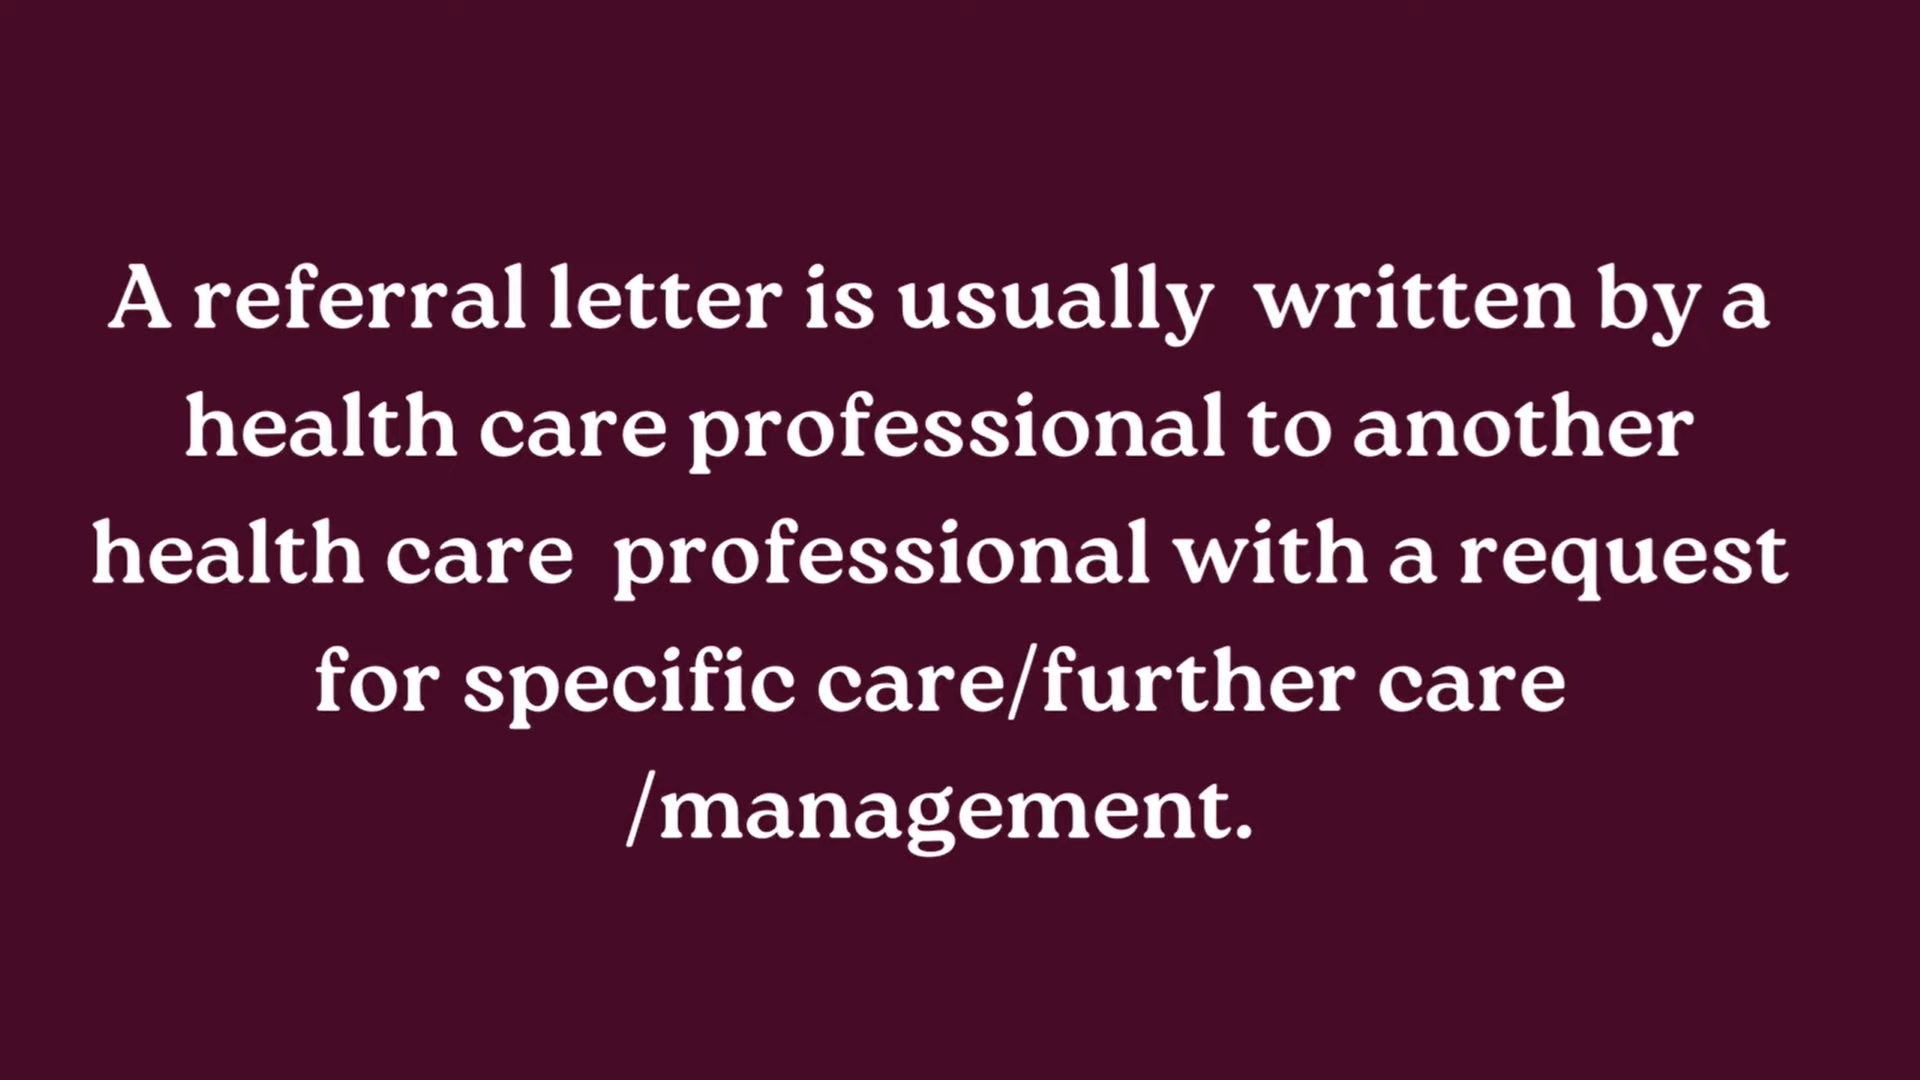 A referral letter is usually  written by a
health care professional to another
health care  professional with a request
for specific care/further care
/management.